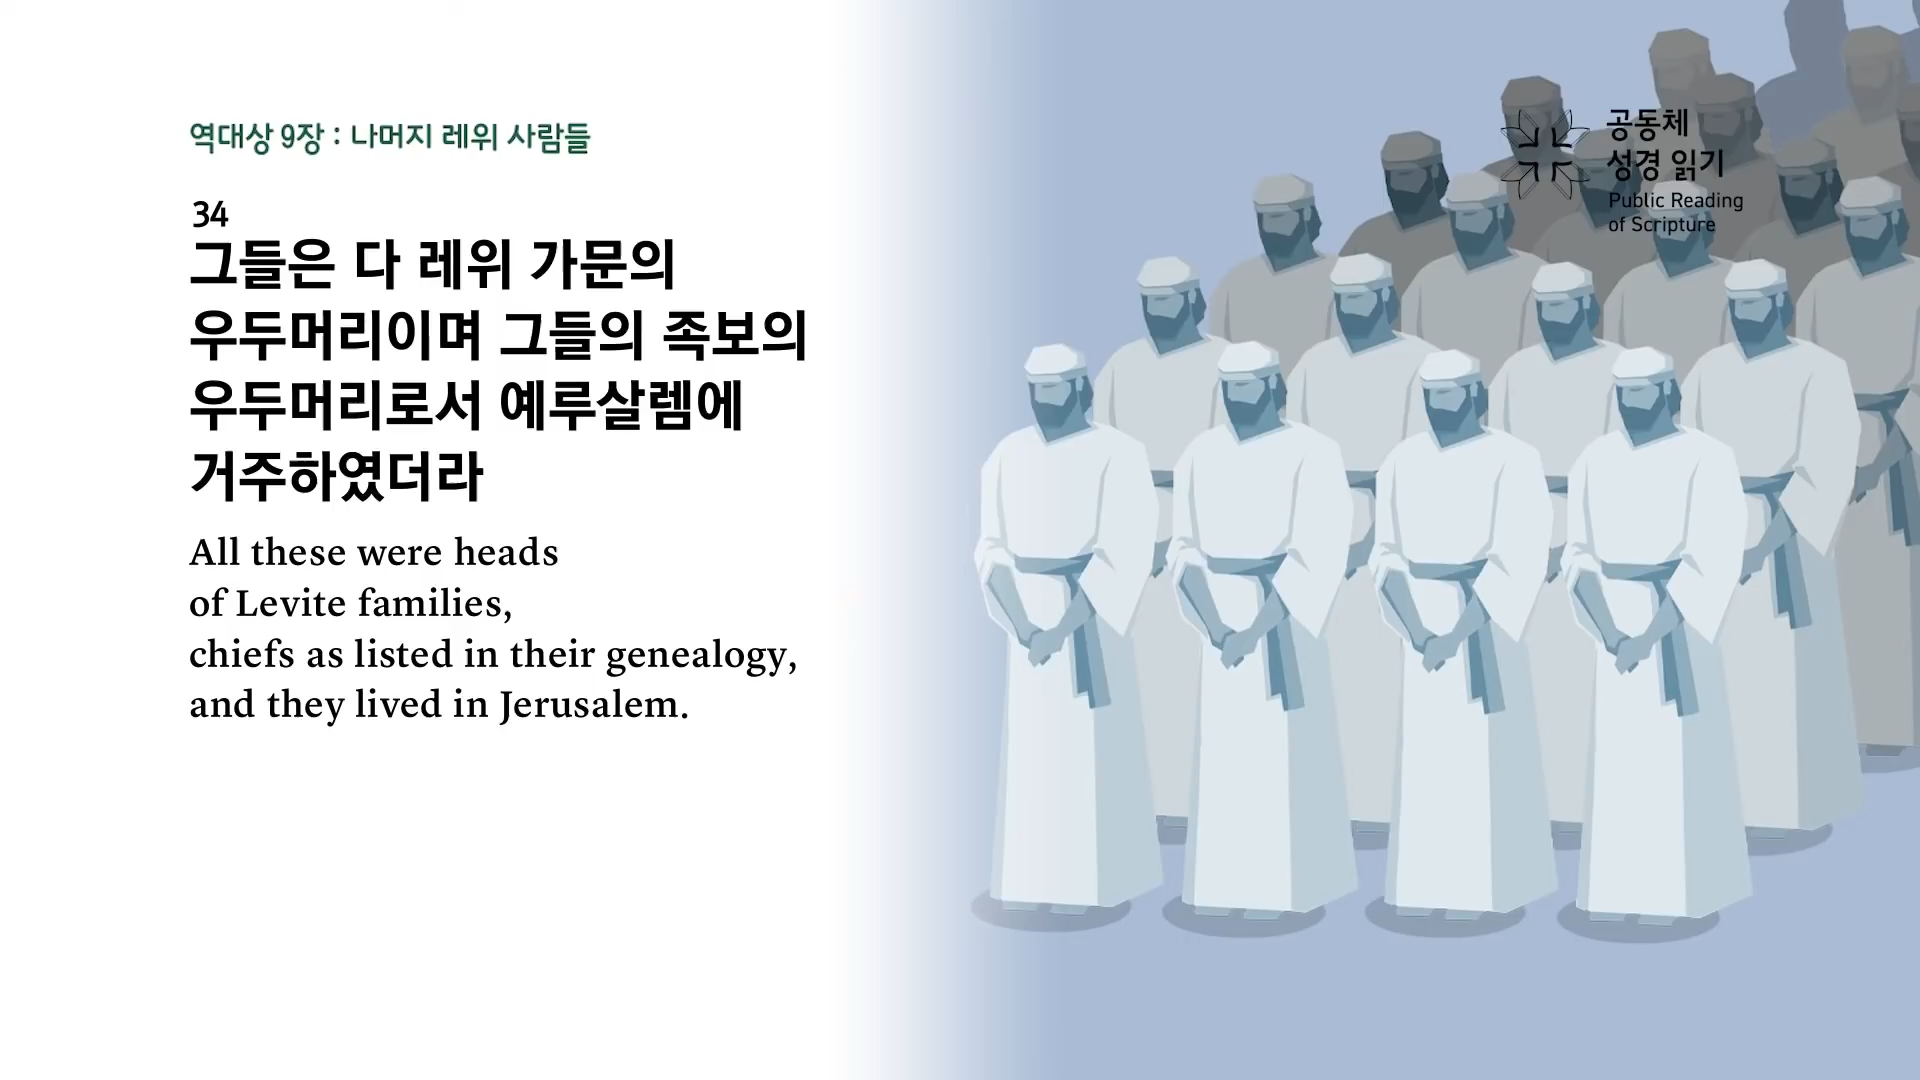 역대상 9장 : 나머지 레위 사람들
34
그들은 다 레위 가문의
우두머리이며 그들의 족보의
우두머리로서 예루살렘에
거주하였더라
All these were heads
of Levite families,
chiefs as listed in their genealogy,
and they lived in Jerusalem.
공동체
성경 읽기
Public Reading
of Scripture